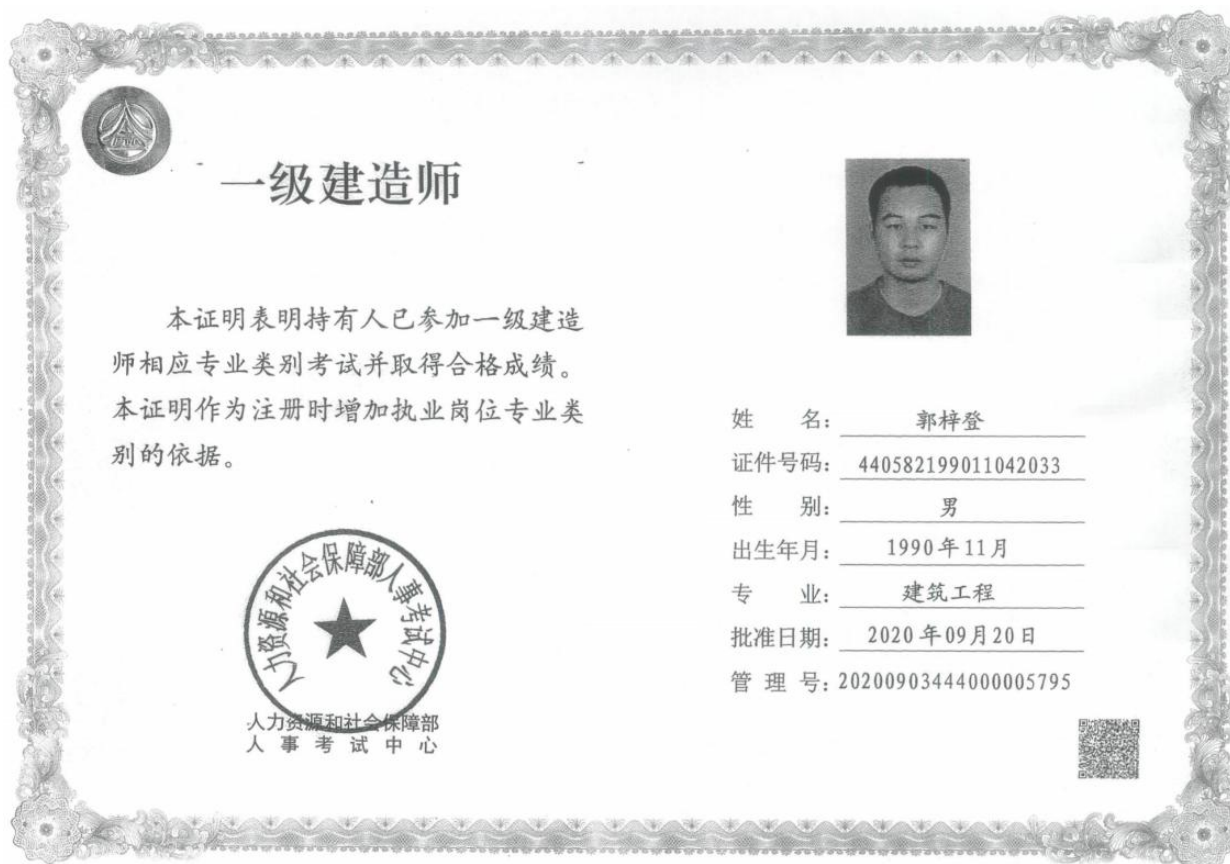 一级建造师
本证明表明持有人已参加一级建造
师相应专业类别考试并取得合格成绩。
本证明作为注册时增加执业岗位专业类
别的依据。
人力资源和社会保障部人事考试中心
人力资源和社会保障部
人事考试中心
姓 名: 郭梓登
证件号码: 440582199011042033
性 别: 男
出生年月: 1990年11月
专 业: 建筑工程
批准日期: 2020年09月20日
管 理 号: 20200903444000005795